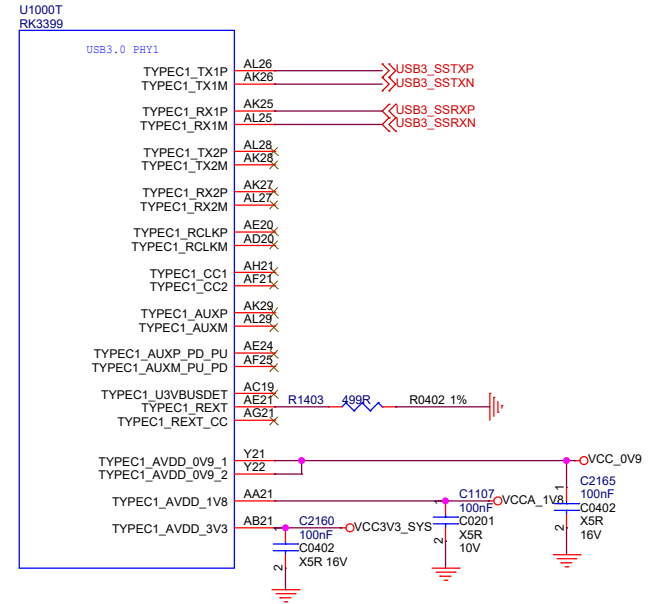 U1000T
RK3399
USB3.0 PHY1
TYPEC1_TX1P AL26 USB3_SSTXP
TYPEC1_TX1M AK26 USB3_SSTXN
TYPEC1_RX1P AK25 USB3_SSRXP
TYPEC1_RX1M AL25 USB3_SSRXN
TYPEC1_TX2P AL28
TYPEC1_TX2M AK28
TYPEC1_RX2P AK27
TYPEC1_RX2M AL27
TYPEC1_RCLKP AE20
TYPEC1_RCLKM AD20
TYPEC1_CC1 AH21
TYPEC1_CC2 AF21
TYPEC1_AUXP AK29
TYPEC1_AUXM AL29
TYPEC1_AUXP_PD_PU AE24
TYPEC1_AUXM_PU_PD AF25
TYPEC1_U3VBUSDET AC19
TYPEC1_REXT AE21 R1403 499R R0402 1%
TYPEC1_REXT_CC AG21
TYPEC1_AVDD_0V9_1 Y21 VCC_0V9
TYPEC1_AVDD_0V9_2 Y22
TYPEC1_AVDD_1V8 AA21 VCCA_1V8
TYPEC1_AVDD_3V3 AB21 VCC3V3_SYS
1
C2165
100nF
C0402
X5R
16V
2
1
C1107
100nF
C0201
X5R
10V
2
1
C2160
100nF
C0402
X5R 16V
2